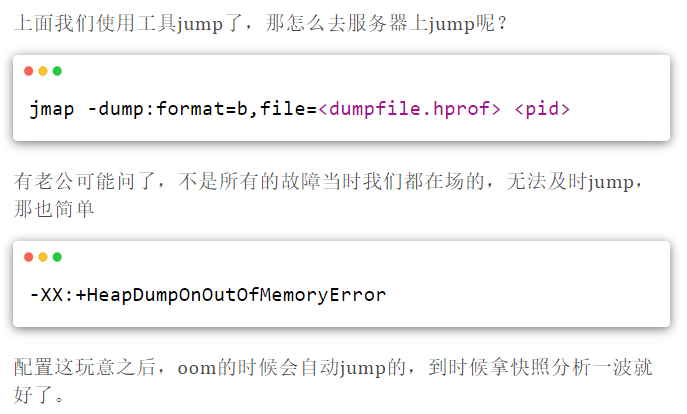 上面我们使用工具jump了，那怎么去服务器上jump呢？
jmap -dump:format=b,file=<dumpfile.hprof> <pid>
有老公可能问了，不是所有的故障当时我们都在场的，无法及时jump，
那也简单
-XX:+HeapDumpOnOutOfMemoryError
配置这玩意之后，oom的时候会自动jump的，到时候拿快照分析一波就
好了。